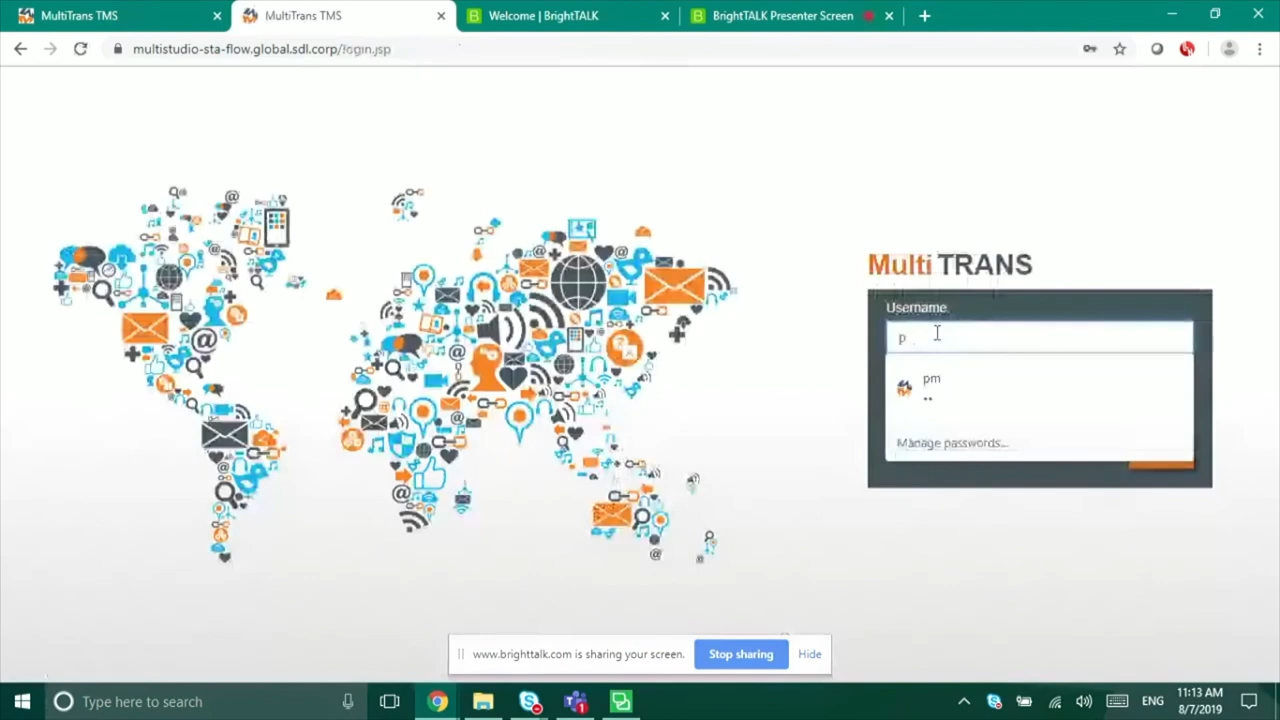 MultiTrans TMS
MultiTrans TMS
Welcome | BrightTALK
BrightTALK Presenter Screen
multistudio-sta-flow.global.sdl.corp/login.jsp
Multi TRANS
Username
p
pm
Manage passwords...
www.brighttalk.com is sharing your screen.
Stop sharing
Hide
Type here to search
ENG
11:13 AM
8/7/2019